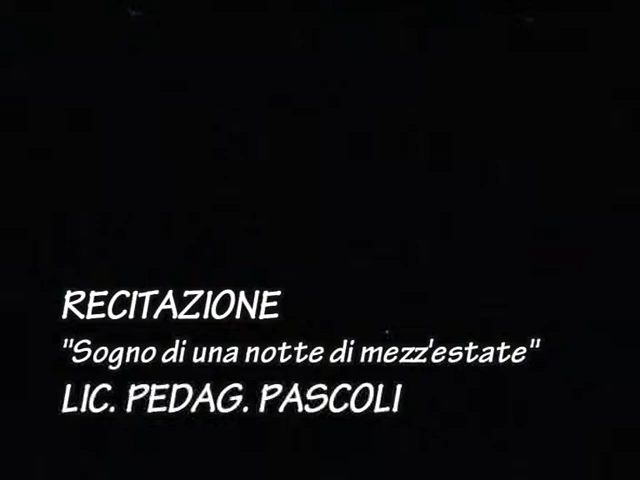 RECITAZIONE
"Sogno di una notte di mezz'estate"
LIC. PEDAG. PASCOLI